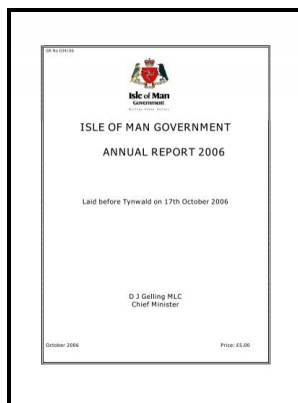 Isle of Man
Government
ISLE OF MAN GOVERNMENT
ANNUAL REPORT 2006
Laid before Tynwald on 17th October 2006
D J Gelling MLC
Chief Minister
October 2006
Price: £5.00